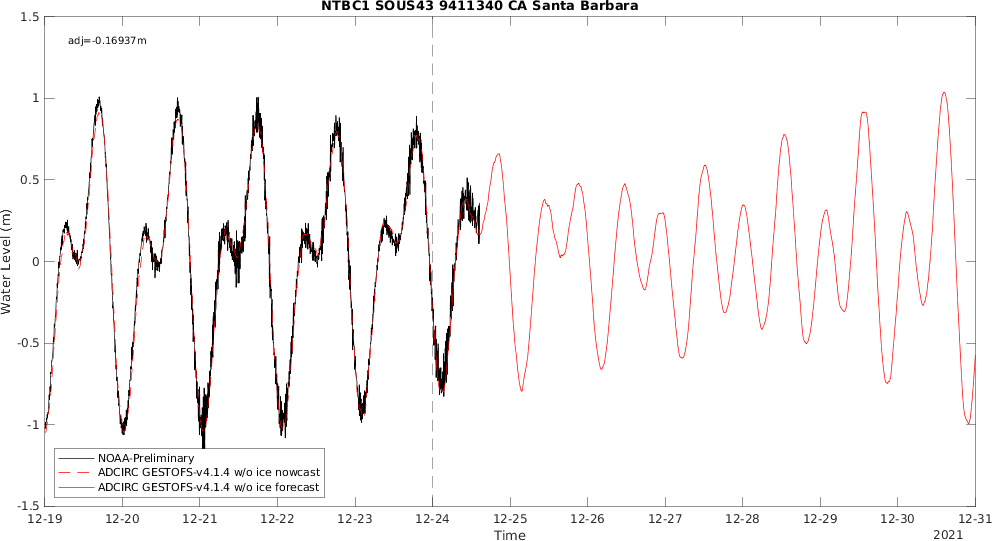 NTBC1 SOUS43 9411340 CA Santa Barbara
adj=-0.16937m
1.5
1
0.5
0
-0.5
-1
-1.5
Water Level (m)
NOAA-Preliminary
ADCIRC GESTOFS-v4.1.4 w/o ice nowcast
ADCIRC GESTOFS-v4.1.4 w/o ice forecast
12-19 12-20 12-21 12-22 12-23 12-24 12-25 12-26 12-27 12-28 12-29 12-30 12-31
Time
2021